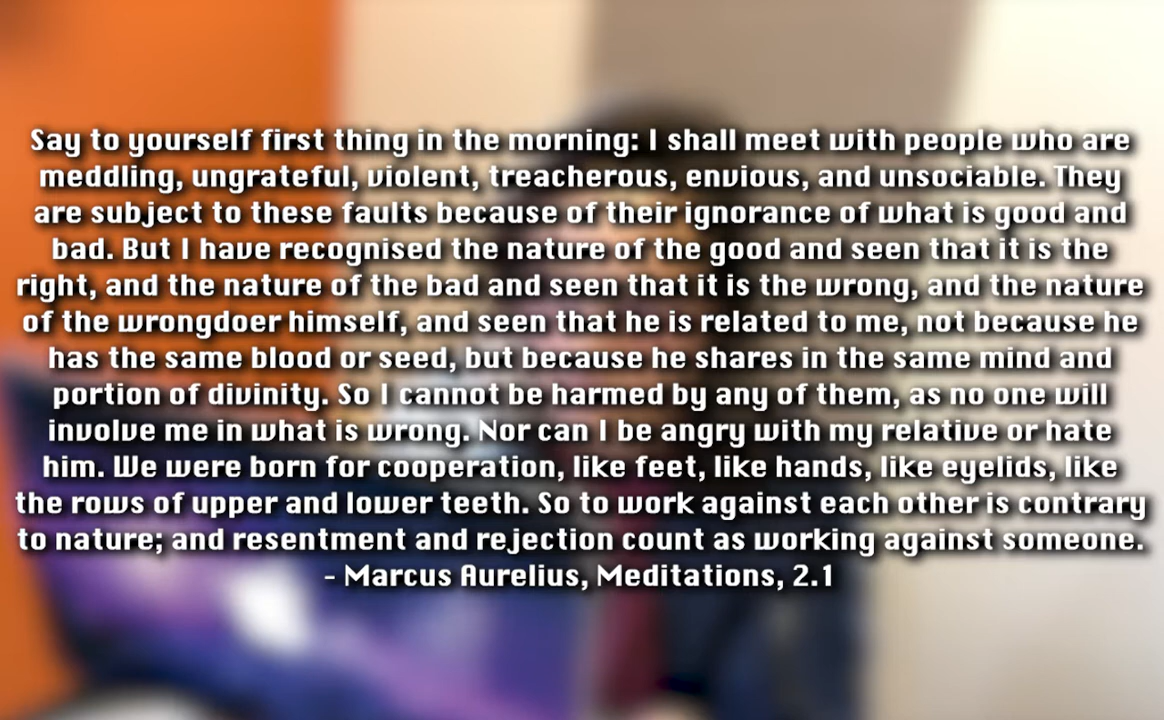 Say to yourself first thing in the morning: I shall meet with people who are
meddling, ungrateful, violent, treacherous, envious, and unsociable. They
are subject to these faults because of their ignorance of what is good and
bad. But I have recognised the nature of the good and seen that it is the
right, and the nature of the bad and seen that it is the wrong, and the nature
of the wrongdoer himself, and seen that he is related to me, not because he
has the same blood or seed, but because he shares in the same mind and
portion of divinity. So I cannot be harmed by any of them, as no one will
involve me in what is wrong. Nor can I be angry with my relative or hate
him. We were born for cooperation, like feet, like hands, like eyelids, like
the rows of upper and lower teeth. So to work against each other is contrary
to nature; and resentment and rejection count as working against someone.
- Marcus Aurelius, Meditations, 2.1